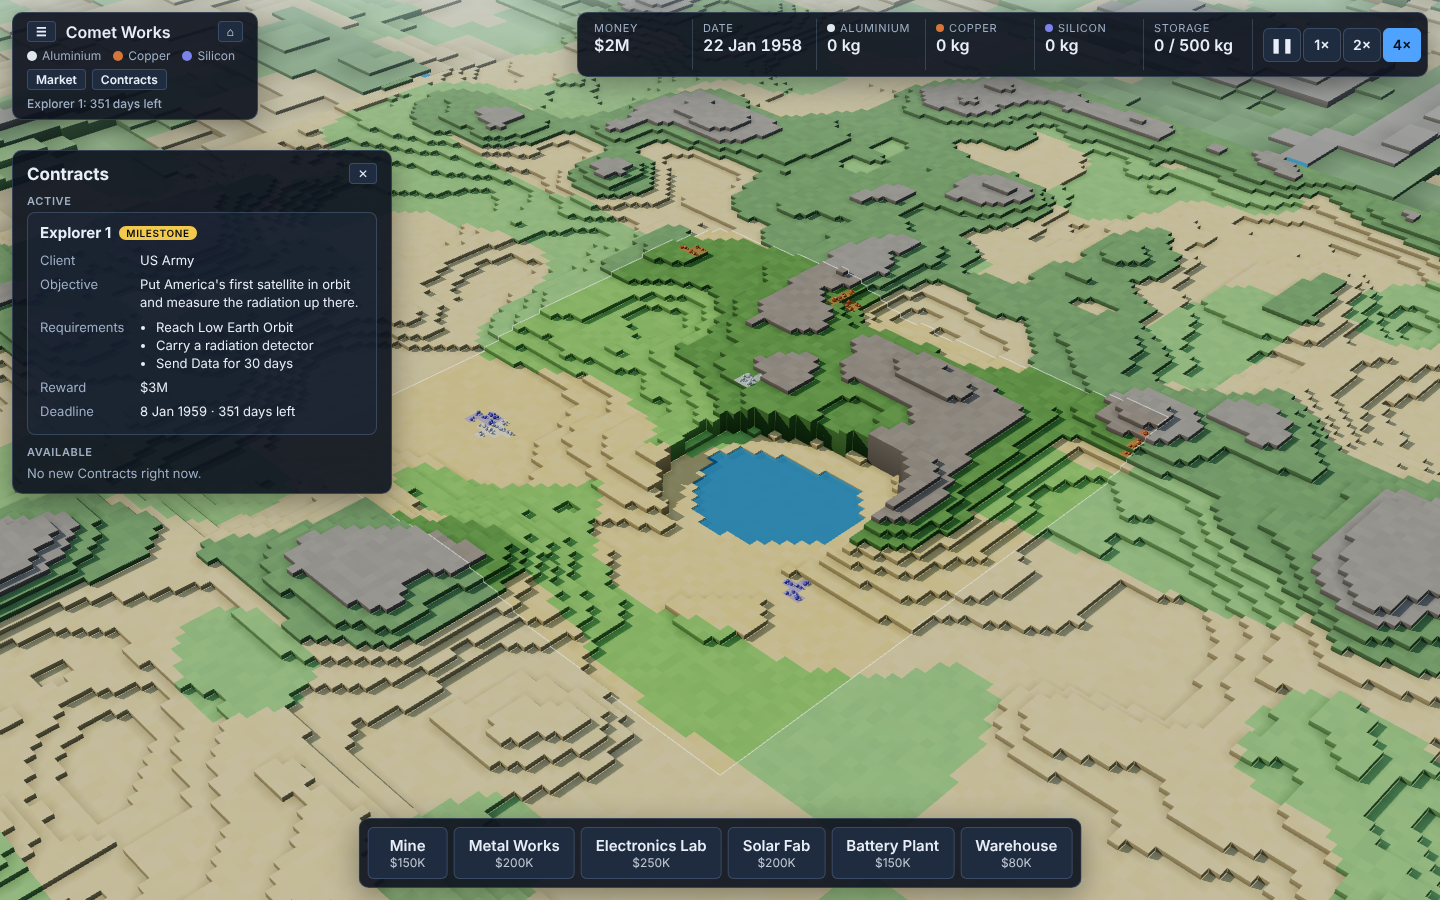 ☰ Comet Works ⌂
Aluminium Copper Silicon
Market Contracts
Explorer 1: 351 days left
MONEY
$2M
DATE
22 Jan 1958
ALUMINIUM
0 kg
COPPER
0 kg
SILICON
0 kg
STORAGE
0 / 500 kg
❚❚ 1× 2× 4×
Contracts ✕
ACTIVE
Explorer 1 MILESTONE
Client US Army
Objective Put America's first satellite in orbit
and measure the radiation up there.
Requirements • Reach Low Earth Orbit
• Carry a radiation detector
• Send Data for 30 days
Reward $3M
Deadline 8 Jan 1959 · 351 days left
AVAILABLE
No new Contracts right now.
Mine
$150K
Metal Works
$200K
Electronics Lab
$250K
Solar Fab
$200K
Battery Plant
$150K
Warehouse
$80K